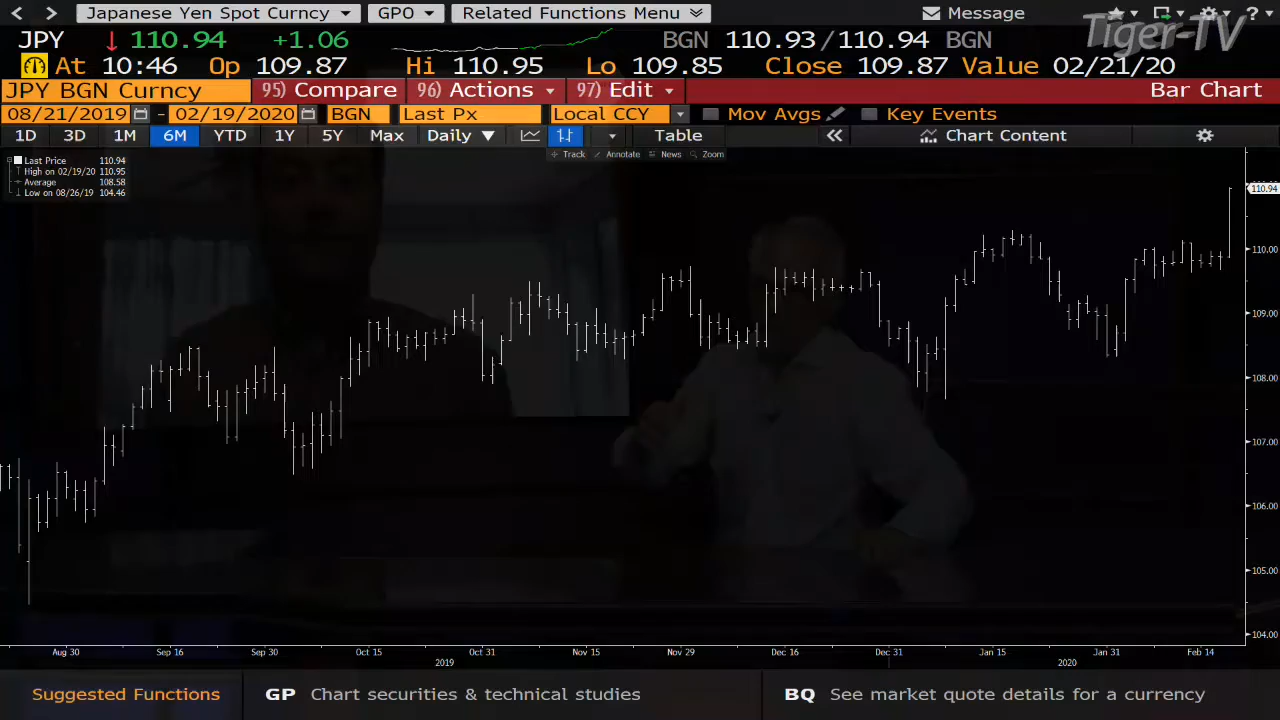 Japanese Yen Spot Curncy GPO Related Functions Menu Message
Tiger-TV
JPY 110.94 +1.06 BGN 110.93/110.94 BGN
At 10:46 Op 109.87 Hi 110.95 Lo 109.85 Close 109.87 Value 02/21/20
JPY BGN Curncy 95) Compare 96) Actions 97) Edit Bar Chart
08/21/2019 - 02/19/2020 BGN Last Px Local CCY Mov Avgs Key Events
1D 3D 1M 6M YTD 1Y 5Y Max Daily Table Chart Content
Track Annotate News Zoom
Last Price 110.94
High on 02/19/20 110.95
Average 108.58
Low on 08/26/19 104.46
110.94
110.00
109.00
108.00
107.00
106.00
105.00
104.00
Aug 30 Sep 16 Sep 30 Oct 15 Oct 31 Nov 15 Nov 29 Dec 16 Dec 31 Jan 15 Jan 31 Feb 14
2019 2020
Suggested Functions GP Chart securities & technical studies BQ See market quote details for a currency